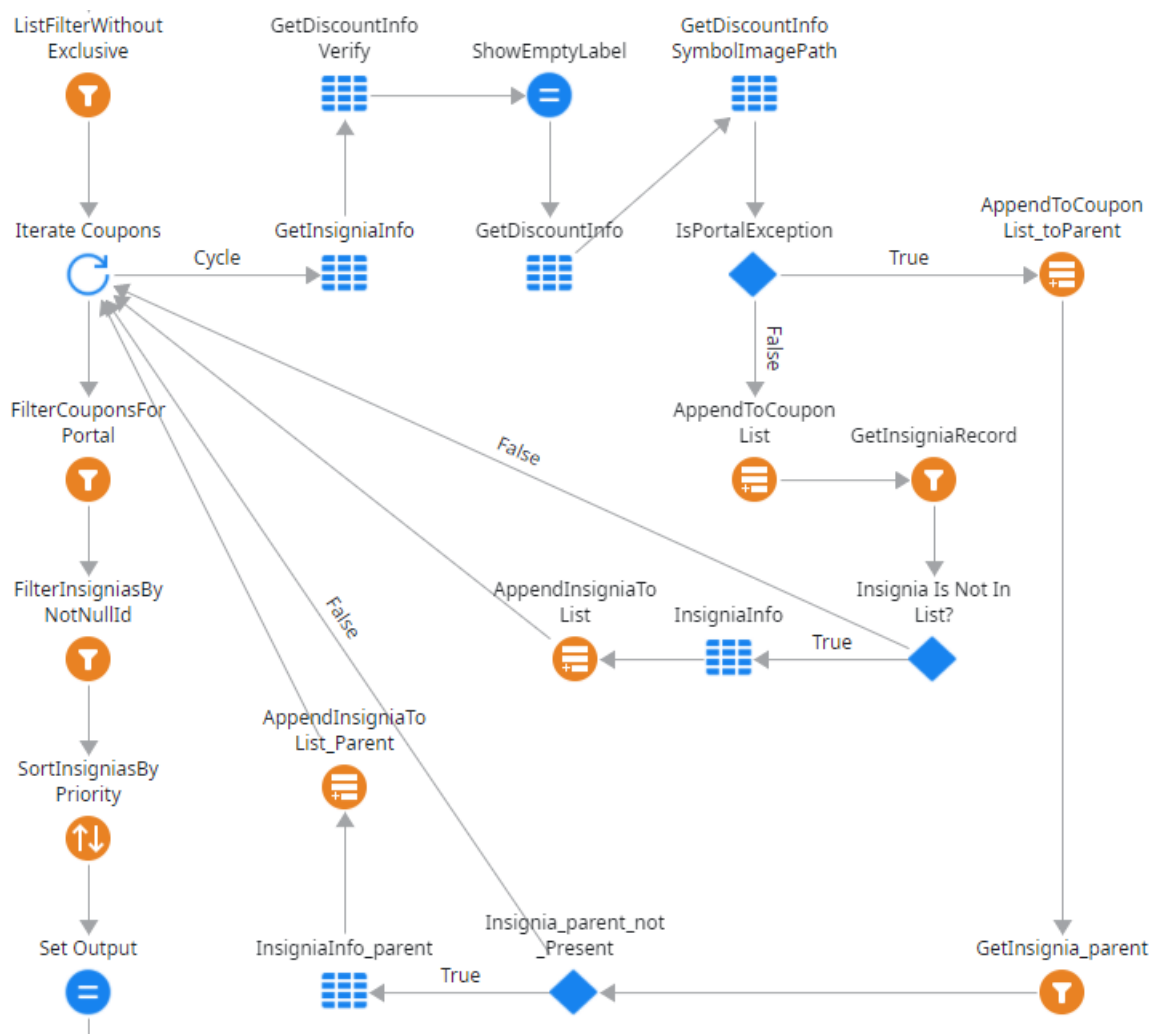 ListFilterWithout
Exclusive
GetDiscountInfo
Verify
ShowEmptyLabel
GetDiscountInfo
SymbolImagePath
Iterate Coupons
Cycle
GetInsigniaInfo
GetDiscountInfo
IsPortalException
True
AppendToCoupon
List_toParent
False
FilterCouponsFor
Portal
AppendToCoupon
List
GetInsigniaRecord
False
FilterInsigniasBy
NotNullId
False
AppendInsigniaTo
List
InsigniaInfo
True
Insignia Is Not In
List?
AppendInsigniaTo
List_Parent
SortInsigniasBy
Priority
Set Output
InsigniaInfo_parent
True
Insignia_parent_not
_Present
GetInsignia_parent